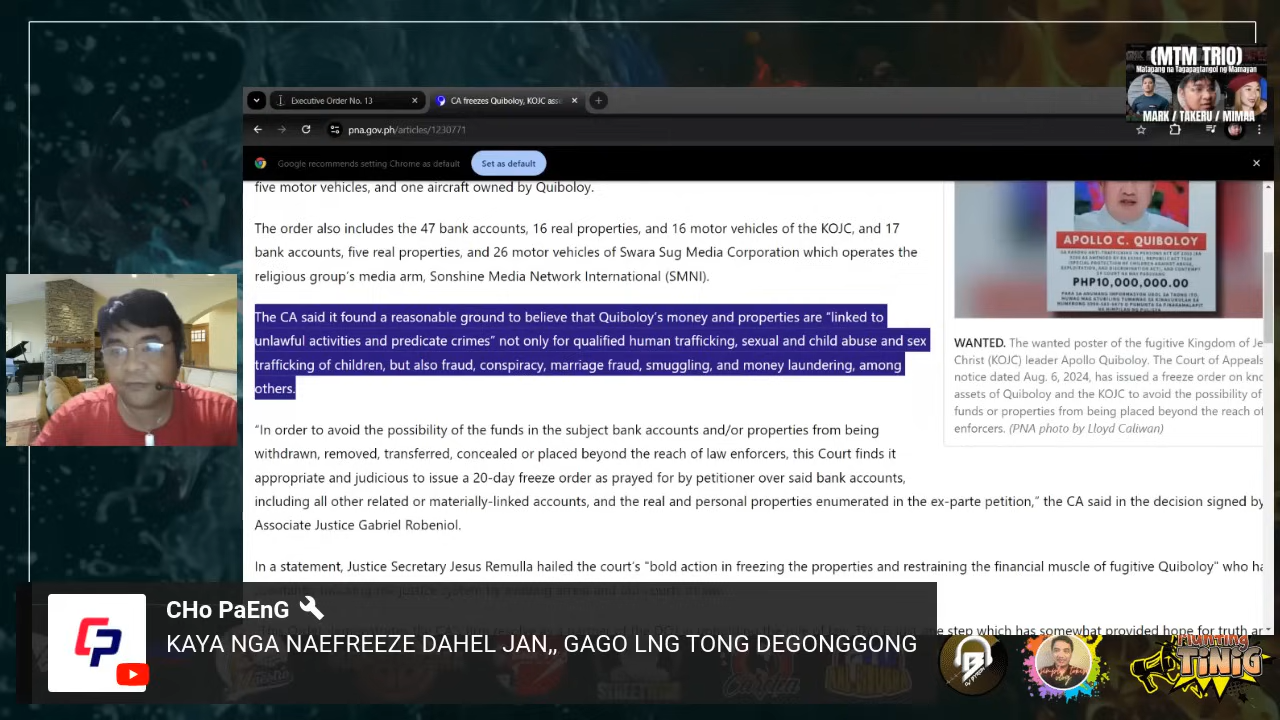 (MTM TRIO)
Matapang na Tagapagtangol ng Mamayan
MARK / TAKERU / MIMAA
Executive Order No. 13
CA freezes Quiboloy, KOJC asse
pna.gov.ph/articles/1230771
Google recommends setting Chrome as default
Set as default
five motor vehicles, and one aircraft owned by Quiboloy.
The order also includes the 47 bank accounts, 16 real properties, and 16 motor vehicles of the KOJC, and 17
bank accounts, fivereal properties, and 26 motor vehicles of Swara Sug Media Corporation which operates the
religious group's media arm, Sonshine Media Network International (SMNI).
The CA said it found a reasonable ground to believe that Quiboloy's money and properties are "linked to
unlawful activities and predicate crimes" not only for qualified human trafficking, sexual and child abuse and sex
trafficking of children, but also fraud, conspiracy, marriage fraud, smuggling, and money laundering, among
others.
"In order to avoid the possibility of the funds in the subject bank accounts and/or properties from being
withdrawn, removed, transferred, concealed or placed beyond the reach of law enforcers, this Court finds it
appropriate and judicious to issue a 20-day freeze order as prayed for by petitioner over said bank accounts,
including all other related or materially-linked accounts, and the real and personal properties enumerated in the ex-parte petition," the CA said in the decision signed by
Associate Justice Gabriel Robeniol.
In a statement, Justice Secretary Jesus Remulla hailed the court's "bold action in freezing the properties and restraining the financial muscle of fugitive Quiboloy" who ha
step which has somewhat provided hope for truth ar
APOLLO C. QUIBOLOY
PHP10,000,000.00
WANTED. The wanted poster of the fugitive Kingdom of Je
Christ (KOJC) leader Apollo Quiboloy. The Court of Appeals
notice dated Aug. 6, 2024, has issued a freeze order on kno
assets of Quiboloy and the KOJC to avoid the possibility of
funds or properties from being placed beyond the reach of
enforcers. (PNA photo by Lloyd Caliwan)
CP
CHo PaEnG
KAYA NGA NAEFREEZE DAHEL JAN,, GAGO LNG TONG DEGONGGONG
TINIG